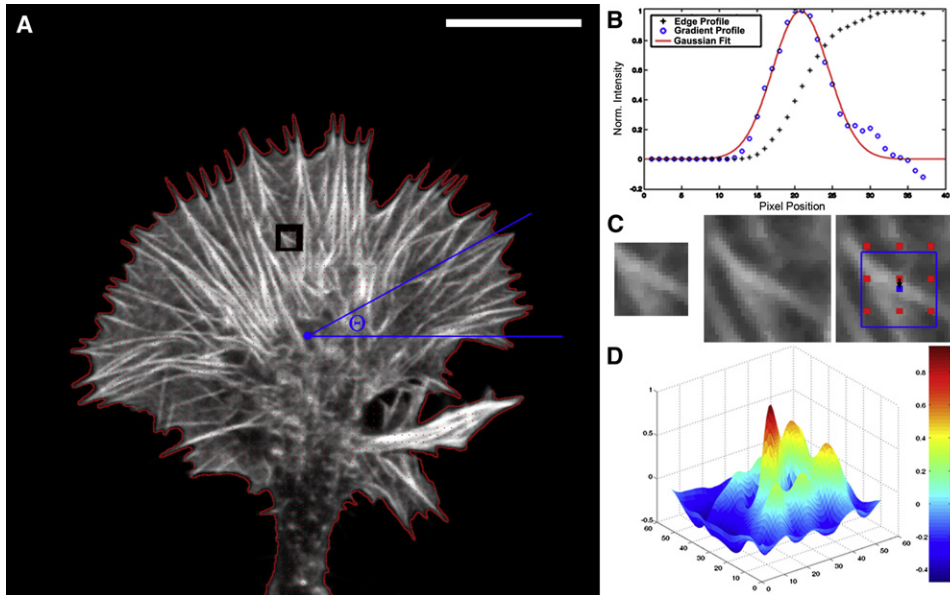 A
Θ
B
Edge Profile
Gradient Profile
Gaussian Fit
Norm. Intensity
1
0.8
0.6
0.4
0.2
0
-0.2
0 5 10 15 20 25 30 35 40
Pixel Position
C
D
1
0.5
0
-0.5
60 50 40 30 20 10 0
0 10 20 30 40 50 60
0.8
0.6
0.4
0.2
0
-0.2
-0.4